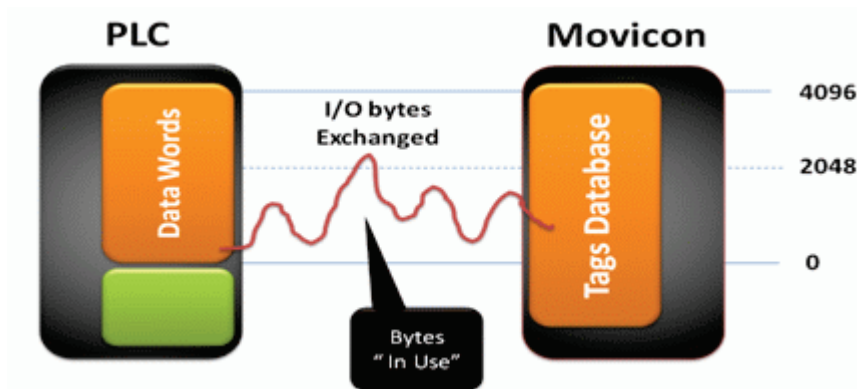 PLC
Movicon
I/O bytes
Exchanged
4096
2048
0
Data Words
Tags Database
Bytes
“ In Use”